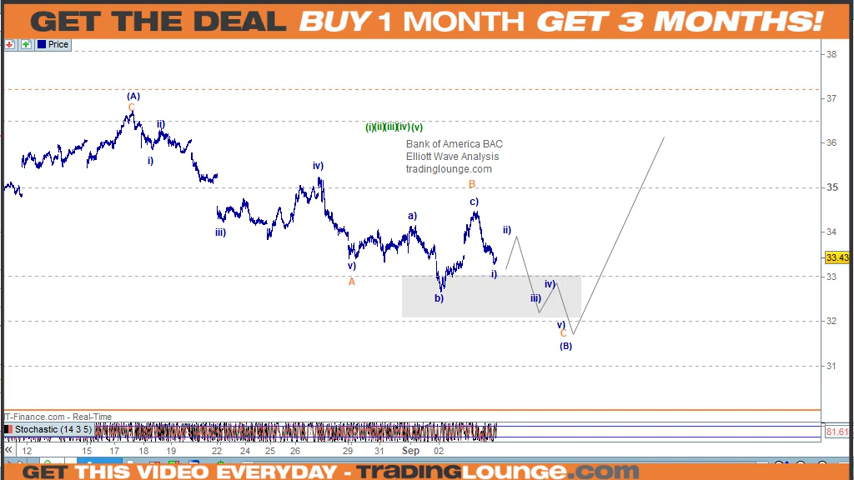 GET THE DEAL BUY 1 MONTH GET 3 MONTHS!
Price
38
(A)
C
37
ii)
(i)(ii)(iii)(iv)(v)
i)
Bank of America BAC
Elliott Wave Analysis
tradinglounge.com
iv)
B
35
c)
a)
iii)
ii)
34
v)
33.43
i)
A
33
iv)
b)
iii)
32
v)
C
(B)
31
IT-Finance.com - Real-Time
Stochastic (14 3 5)
81.61
12 15 17 18 19 22 24 25 26 29 31 Sep 02
GET THIS VIDEO EVERYDAY - TRADINGLOUNGE.com